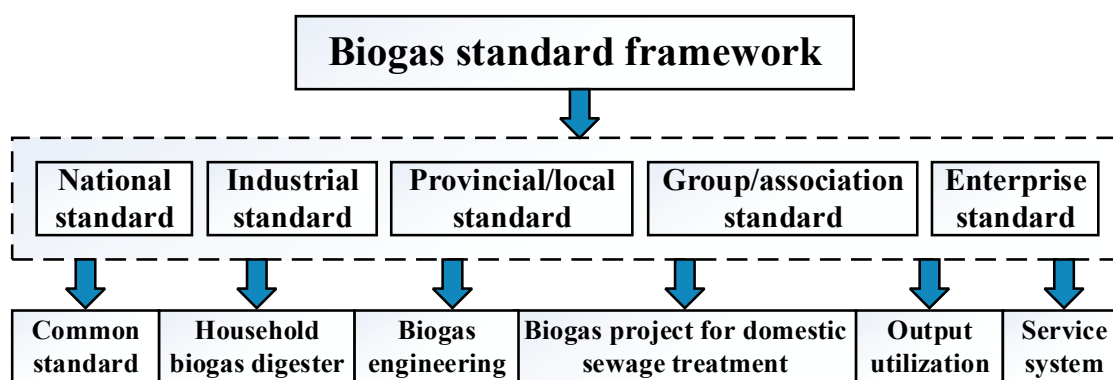 Biogas standard framework
National
standard
Industrial
standard
Provincial/local
standard
Group/association
standard
Enterprise
standard
Common
standard
Household
biogas digester
Biogas
engineering
Biogas project for domestic
sewage treatment
Output
utilization
Service
system